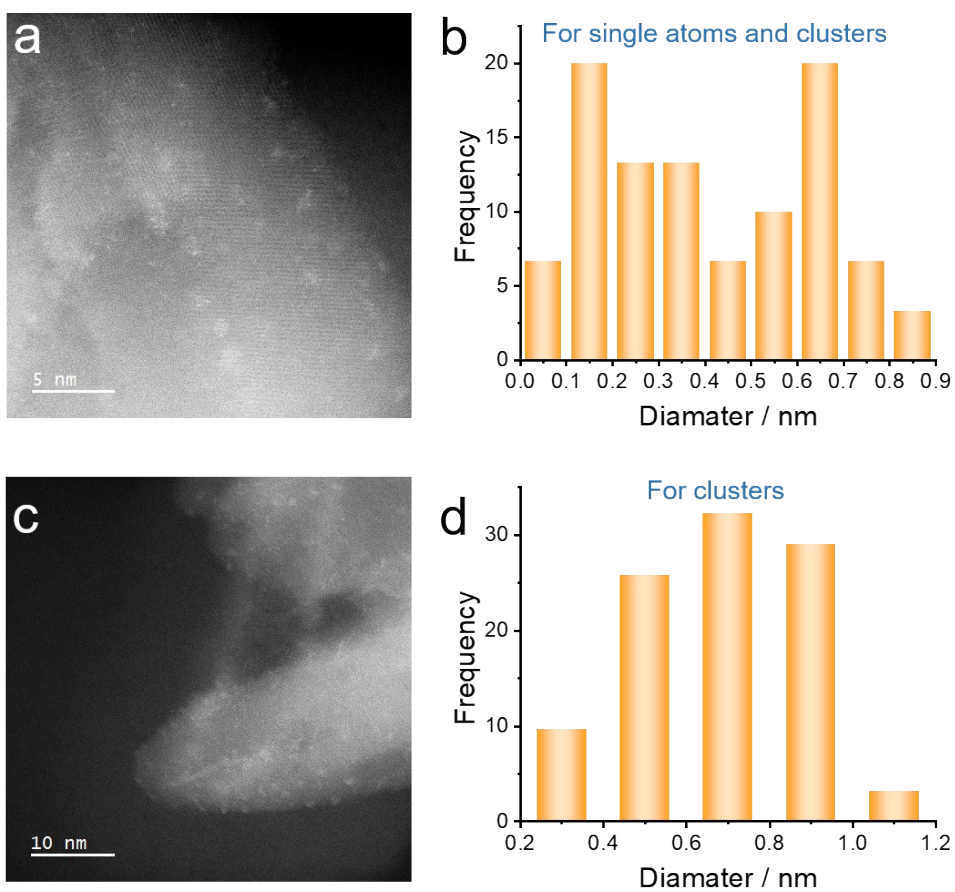 a
5 nm
b
For single atoms and clusters
Frequency
20
15
10
5
0
0.0 0.1 0.2 0.3 0.4 0.5 0.6 0.7 0.8 0.9
Diamater / nm
c
10 nm
d
For clusters
Frequency
30
20
10
0
0.2 0.4 0.6 0.8 1.0 1.2
Diamater / nm